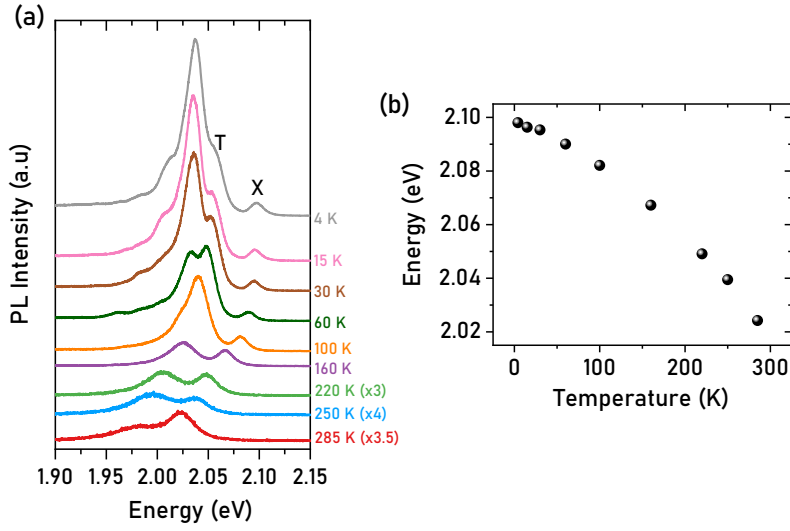 (a)
PL Intensity (a.u)
T
X
4 K
15 K
30 K
60 K
100 K
160 K
220 K (x3)
250 K (x4)
285 K (x3.5)
1.90 1.95 2.00 2.05 2.10 2.15
Energy (eV)
(b)
Energy (eV)
2.10
2.08
2.06
2.04
2.02
0 100 200 300
Temperature (K)